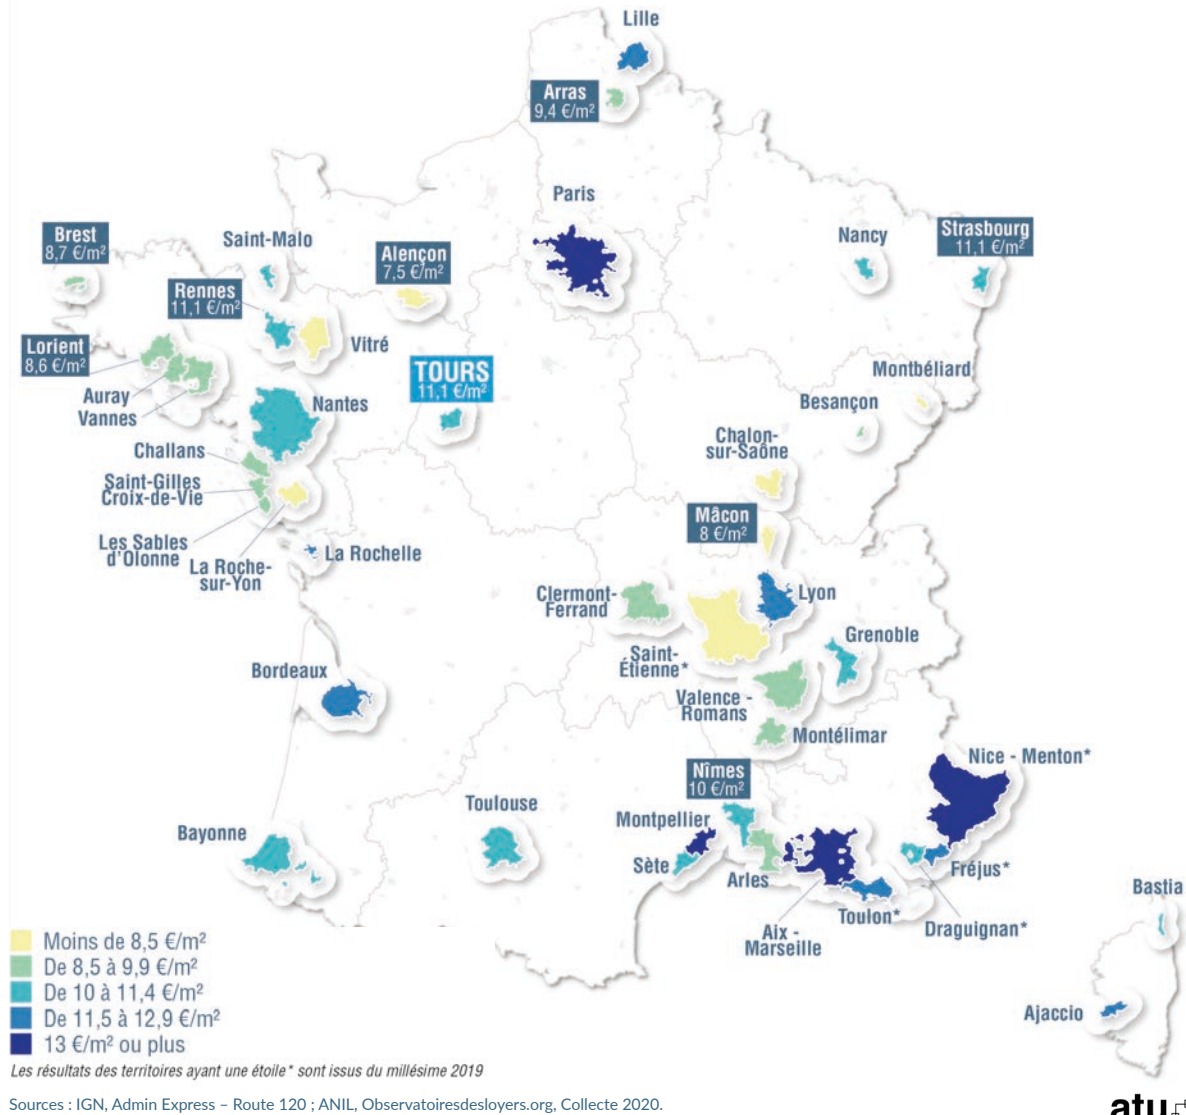 Lille
Arras
9,4 €/m²
Paris
Brest
8,7 €/m²
Saint-Malo
Alençon
7,5 €/m²
Nancy
Strasbourg
11,1 €/m²
Rennes
11,1 €/m²
Vitré
Lorient
8,6 €/m²
Auray
Vannes
TOURS
11,1 €/m²
Nantes
Montbéliard
Besançon
Challans
Chalon-
sur-Saône
Saint-Gilles
Croix-de-Vie
Mâcon
8 €/m²
Les Sables
d'Olonne
La Roche-
sur-Yon
La Rochelle
Clermont-
Ferrand
Lyon
Grenoble
Saint-
Étienne*
Bordeaux
Valence -
Romans
Montélimar
Nice - Menton*
Nîmes
10 €/m²
Toulouse
Montpellier
Bayonne
Sète
Arles
Fréjus*
Bastia
Toulon*
Draguignan*
Aix -
Marseille
Ajaccio
Moins de 8,5 €/m²
De 8,5 à 9,9 €/m²
De 10 à 11,4 €/m²
De 11,5 à 12,9 €/m²
13 €/m² ou plus
Les résultats des territoires ayant une étoile* sont issus du millésime 2019
Sources : IGN, Admin Express – Route 120 ; ANIL, Observatoiresdesloyers.org, Collecte 2020.
atu